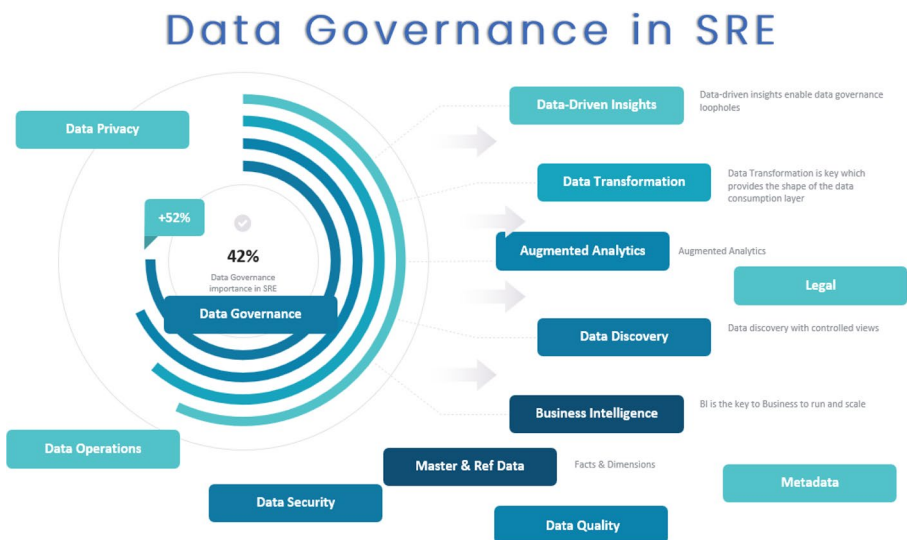 Data Governance in SRE
Data Privacy
+52%
42%
Data Governance
importance in SRE
Data Governance
Data Operations
Data-Driven Insights
Data-driven insights enable data governance
loopholes
Data Transformation
Data Transformation is key which
provides the shape of the data
consumption layer
Augmented Analytics
Augmented Analytics
Legal
Data Discovery
Data discovery with controlled views
Business Intelligence
BI is the key to Business to run and scale
Master & Ref Data
Facts & Dimensions
Metadata
Data Security
Data Quality